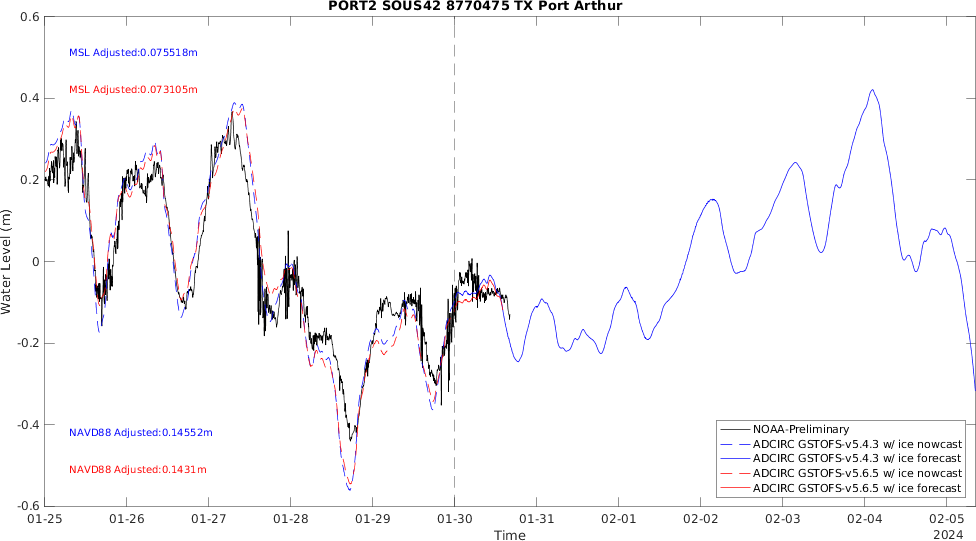 PORT2 SOUS42 8770475 TX Port Arthur
0.6
MSL Adjusted:0.075518m
MSL Adjusted:0.073105m
0.4
0.2
0
-0.2
-0.4
-0.6
Water Level (m)
NAVD88 Adjusted:0.14552m
NAVD88 Adjusted:0.1431m
NOAA-Preliminary
ADCIRC GSTOFS-v5.4.3 w/ ice nowcast
ADCIRC GSTOFS-v5.4.3 w/ ice forecast
ADCIRC GSTOFS-v5.6.5 w/ ice nowcast
ADCIRC GSTOFS-v5.6.5 w/ ice forecast
01-25 01-26 01-27 01-28 01-29 01-30 01-31 02-01 02-02 02-03 02-04 02-05
2024
Time